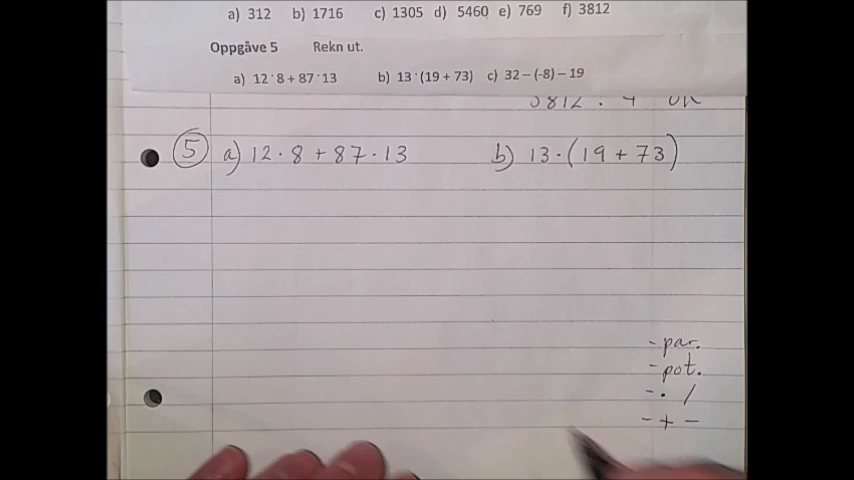 a) 312 b) 1716 c) 1305 d) 5460 e) 769 f) 3812
Oppgåve 5 Rekn ut.
a) 12·8+87·13 b) 13·(19+73) c) 32–(-8)–19
5 a) 12·8+87·13 b) 13·(19+73)
- par.
- pot.
- · /
- + -